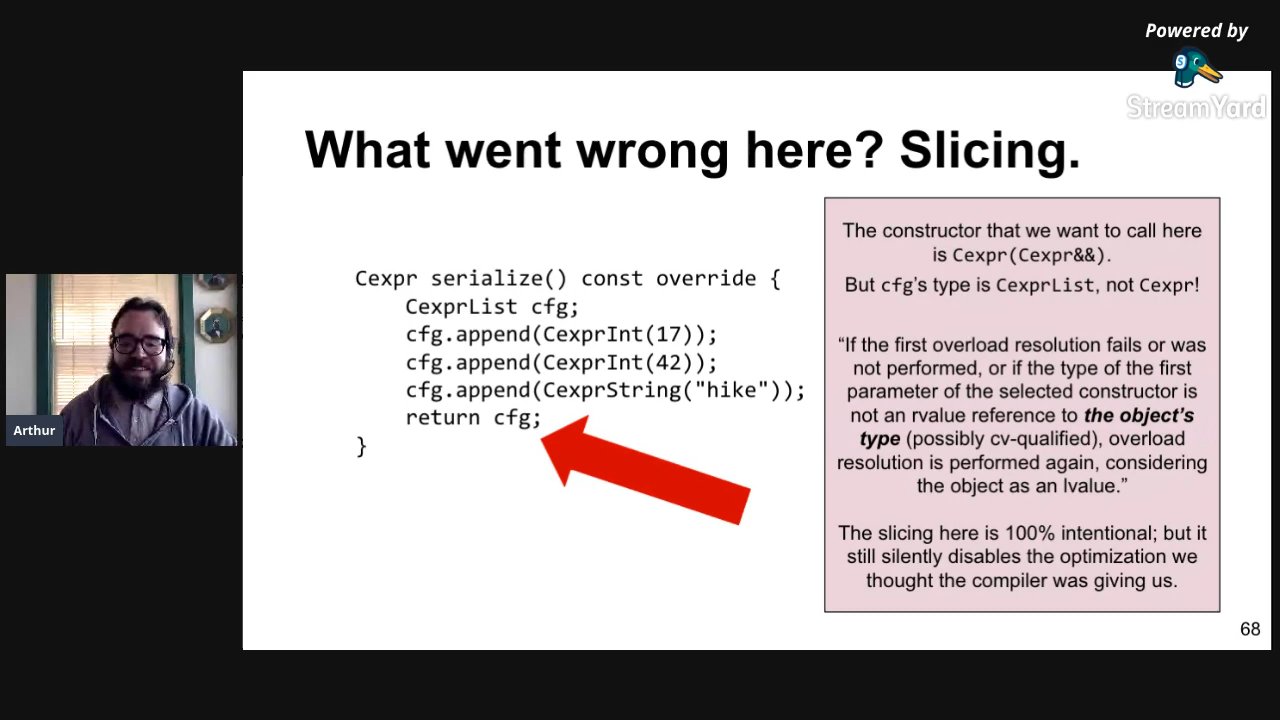 Powered by
StreamYard
What went wrong here? Slicing.
Cexpr serialize() const override {
CexprList cfg;
cfg.append(CexprInt(17));
cfg.append(CexprInt(42));
cfg.append(CexprString("hike"));
return cfg;
}
The constructor that we want to call here
is Cexpr(Cexpr&&).
But cfg’s type is CexprList, not Cexpr!
“If the first overload resolution fails or was
not performed, or if the type of the first
parameter of the selected constructor is
not an rvalue reference to the object’s
type (possibly cv-qualified), overload
resolution is performed again, considering
the object as an lvalue.”
The slicing here is 100% intentional; but it
still silently disables the optimization we
thought the compiler was giving us.
Arthur
68